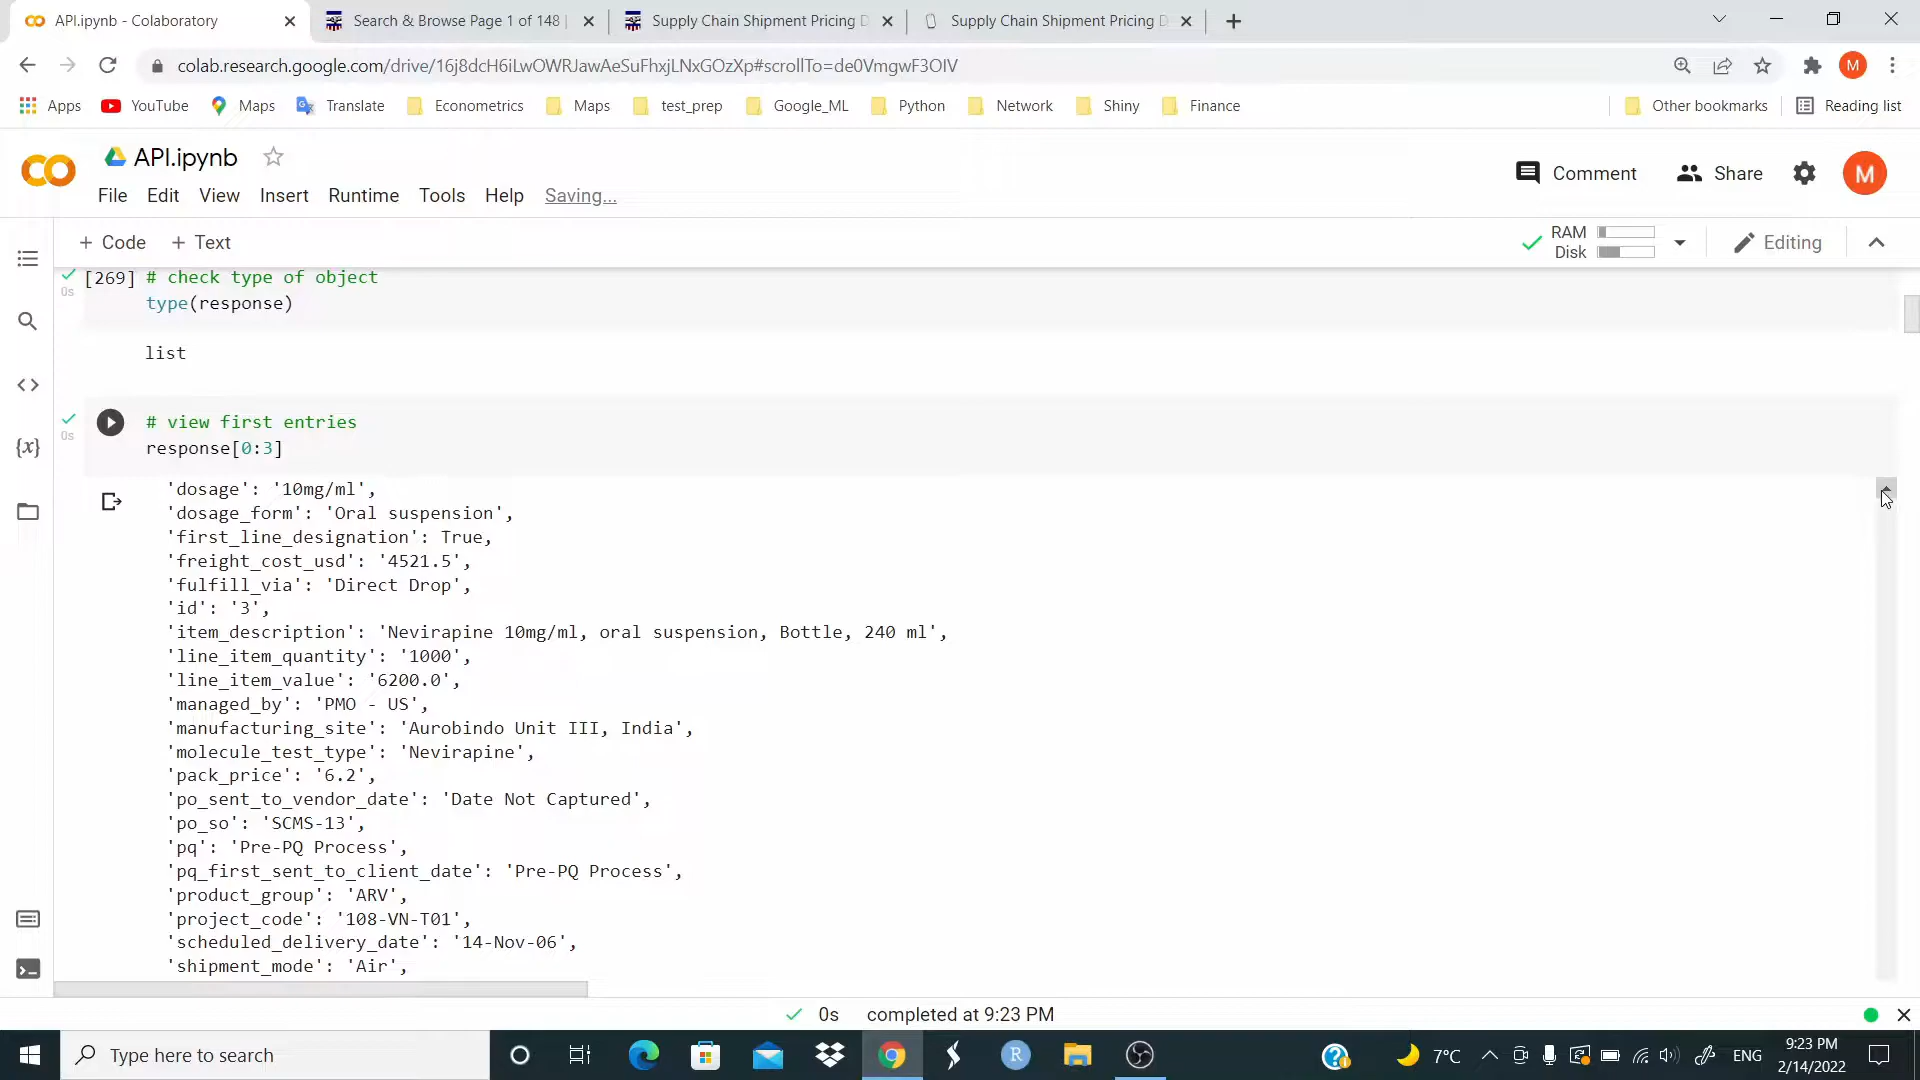 API.ipynb - Colaboratory
Search & Browse Page 1 of 148 |
Supply Chain Shipment Pricing D
Supply Chain Shipment Pricing D
colab.research.google.com/drive/16j8dcH6iLwOWRJawAeSuFhxjLNxGOzXp#scrollTo=de0VmgwF3OIV
M
Apps YouTube Maps Translate Econometrics Maps test_prep Google_ML Python Network Shiny Finance Other bookmarks Reading list
API.ipynb
Comment Share M
File Edit View Insert Runtime Tools Help Saving...
+ Code + Text
RAM
Disk
Editing
[269] # check type of object
0s
type(response)
list
# view first entries
0s
response[0:3]
'dosage': '10mg/ml',
'dosage_form': 'Oral suspension',
'first_line_designation': True,
'freight_cost_usd': '4521.5',
'fulfill_via': 'Direct Drop',
'id': '3',
'item_description': 'Nevirapine 10mg/ml, oral suspension, Bottle, 240 ml',
'line_item_quantity': '1000',
'line_item_value': '6200.0',
'managed_by': 'PMO - US',
'manufacturing_site': 'Aurobindo Unit III, India',
'molecule_test_type': 'Nevirapine',
'pack_price': '6.2',
'po_sent_to_vendor_date': 'Date Not Captured',
'po_so': 'SCMS-13',
'pq': 'Pre-PQ Process',
'pq_first_sent_to_client_date': 'Pre-PQ Process',
'product_group': 'ARV',
'project_code': '108-VN-T01',
'scheduled_delivery_date': '14-Nov-06',
'shipment_mode': 'Air',
0s completed at 9:23 PM
Type here to search
R
7°C
ENG
9:23 PM
2/14/2022